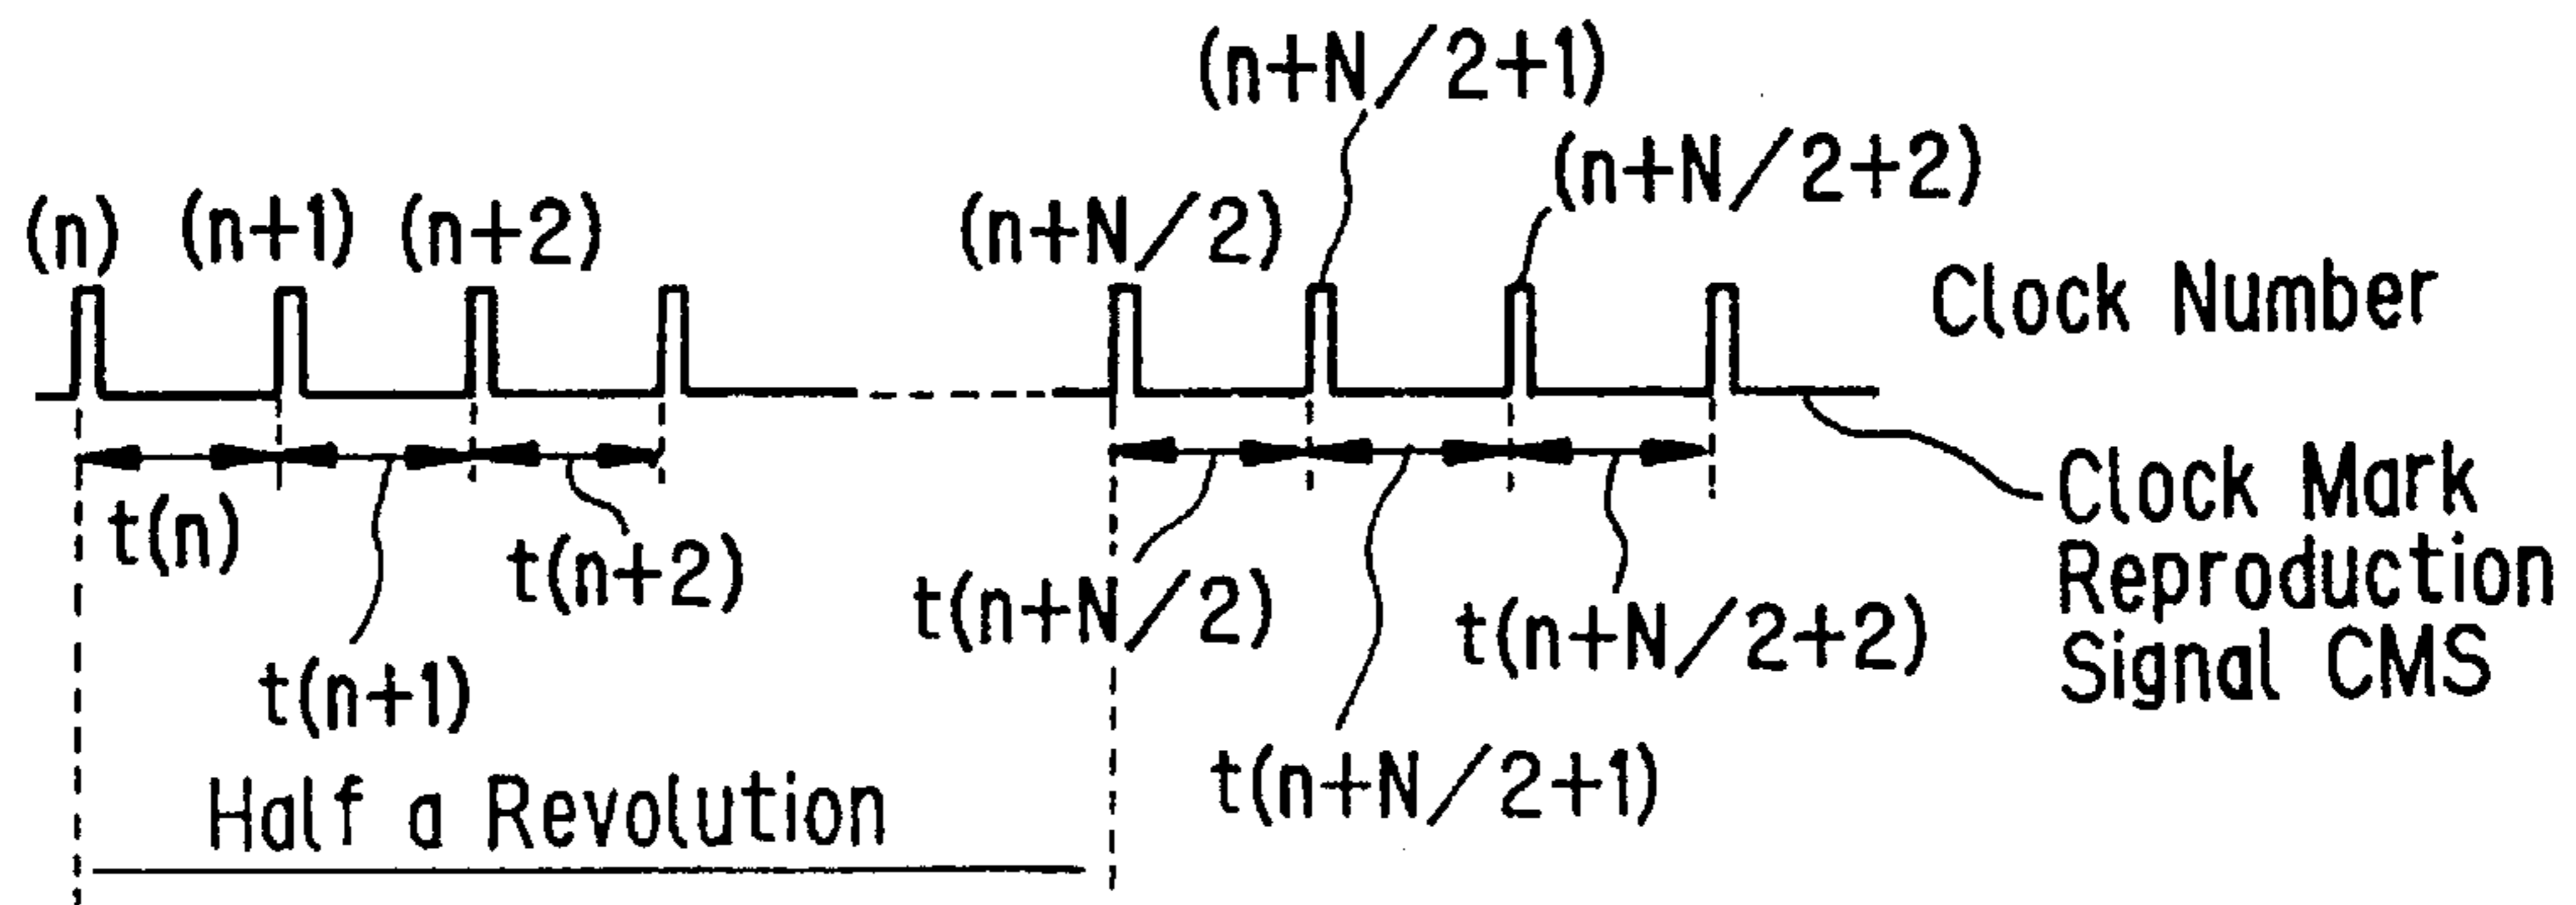 (n+N/2+1)
(n+N/2+2)
(n) (n+1) (n+2) (n+N/2)
Clock Number
Clock Mark
Reproduction
Signal CMS
t(n) t(n+2) t(n+N/2) t(n+N/2+2)
t(n+1) t(n+N/2+1)
Half a Revolution